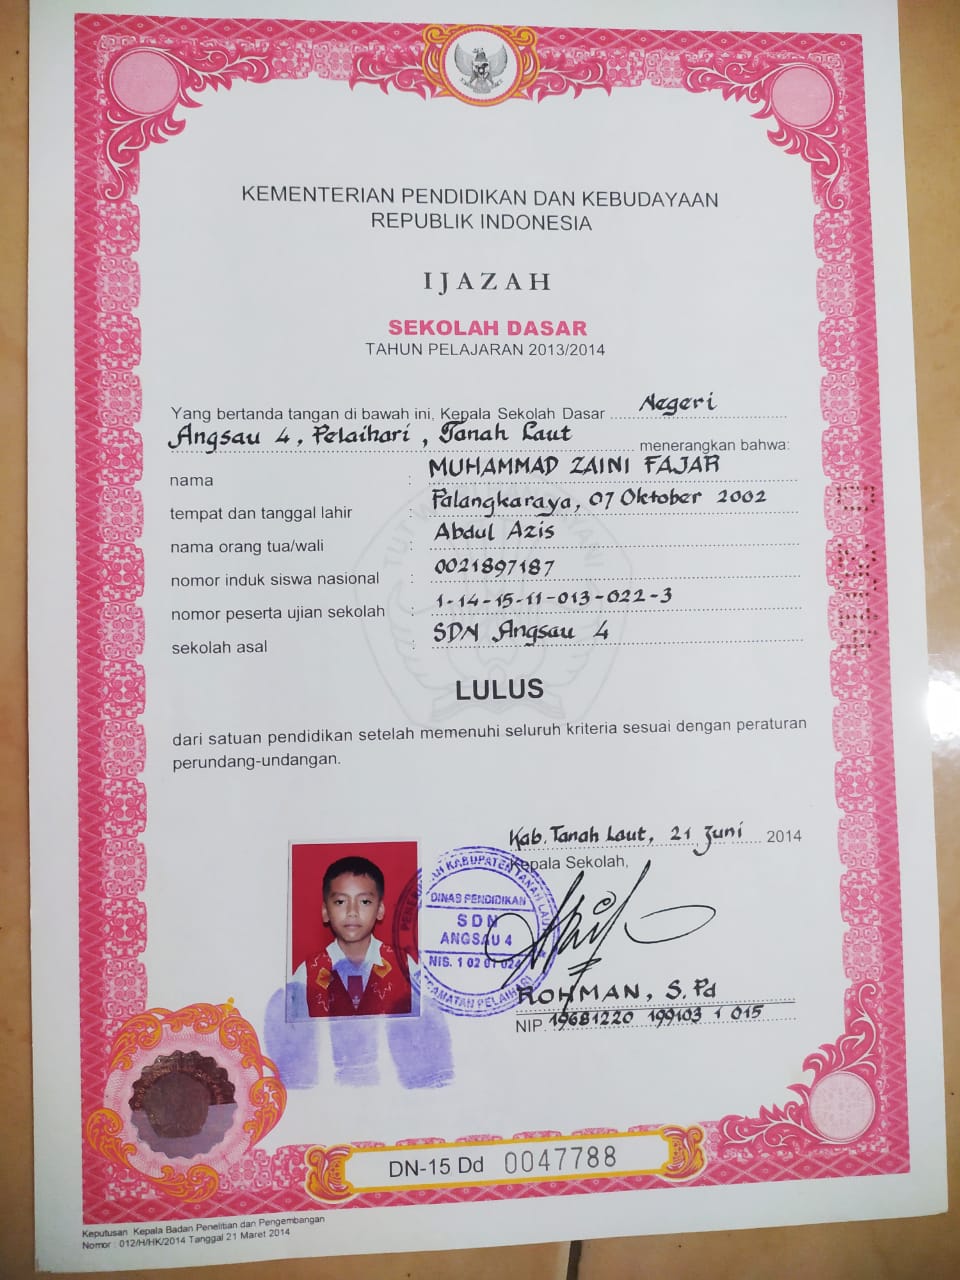 KEMENTERIAN PENDIDIKAN DAN KEBUDAYAAN
REPUBLIK INDONESIA
IJAZAH
SEKOLAH DASAR
TAHUN PELAJARAN 2013/2014
Yang bertanda tangan di bawah ini, Kepala Sekolah Dasar Negeri
Angsau 4, Pelaihari, Tanah Laut menerangkan bahwa:
nama : MUHAMMAD ZAINI FAJAR
tempat dan tanggal lahir : Palangkaraya, 07 Oktober 2002
nama orang tua/wali : Abdul Azis
nomor induk siswa nasional : 0021897187
nomor peserta ujian sekolah : 1-14-15-11-013-022-3
sekolah asal : SDN Angsau 4
LULUS
dari satuan pendidikan setelah memenuhi seluruh kriteria sesuai dengan peraturan
perundang-undangan.
Kab. Tanah Laut, 21 Juni 2014
Kepala Sekolah,
KABUPATEN TANAH LAUT
DINAS PENDIDIKAN
SDN
ANGSAU 4
NIS. 1 02 01 024
KECAMATAN PELAIHARI
ROHMAN, S.Pd
NIP. 19681220 199103 1 015
DN-15 Dd 0047788
Keputusan Kepala Badan Penelitian dan Pengembangan
Nomor : 012/H/HK/2014 Tanggal 21 Maret 2014